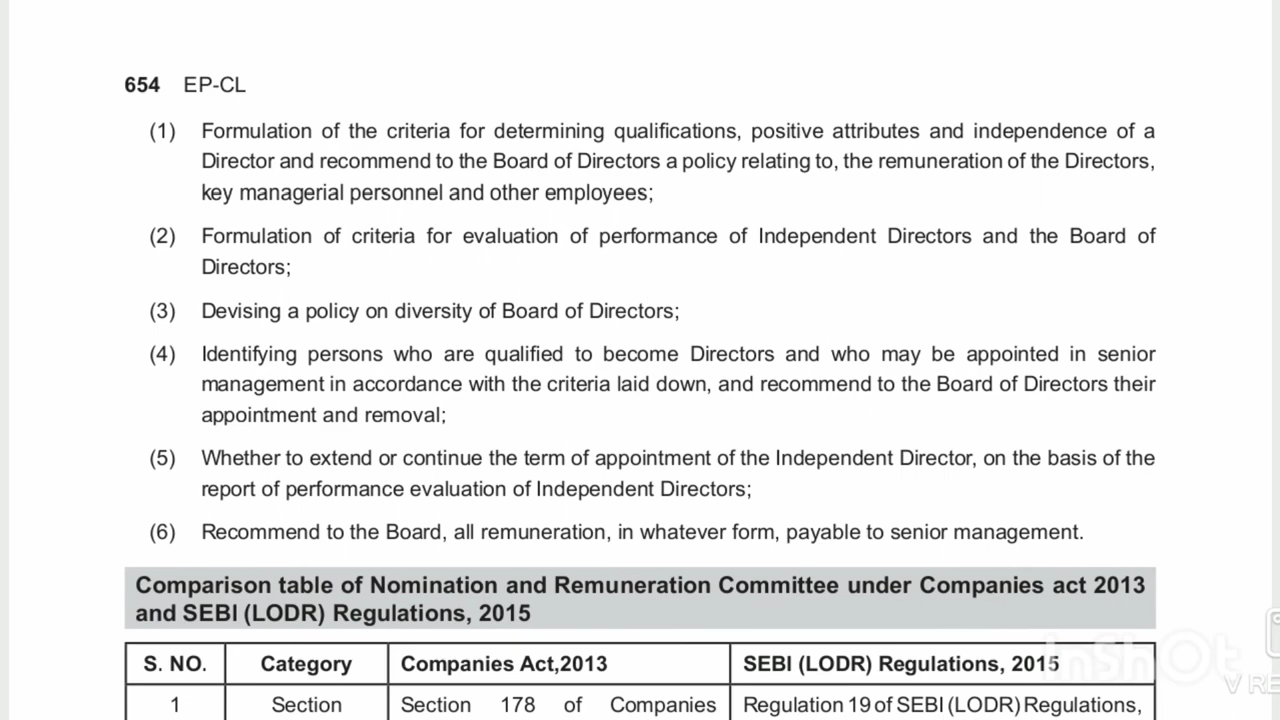 654 EP-CL
(1) Formulation of the criteria for determining qualifications, positive attributes and independence of a
Director and recommend to the Board of Directors a policy relating to, the remuneration of the Directors,
key managerial personnel and other employees;
(2) Formulation of criteria for evaluation of performance of Independent Directors and the Board of
Directors;
(3) Devising a policy on diversity of Board of Directors;
(4) Identifying persons who are qualified to become Directors and who may be appointed in senior
management in accordance with the criteria laid down, and recommend to the Board of Directors their
appointment and removal;
(5) Whether to extend or continue the term of appointment of the Independent Director, on the basis of the
report of performance evaluation of Independent Directors;
(6) Recommend to the Board, all remuneration, in whatever form, payable to senior management.
Comparison table of Nomination and Remuneration Committee under Companies act 2013
and SEBI (LODR) Regulations, 2015
S. NO. Category Companies Act,2013 SEBI (LODR) Regulations, 2015
1 Section Section 178 of Companies Regulation 19 of SEBI (LODR) Regulations,
InShOt